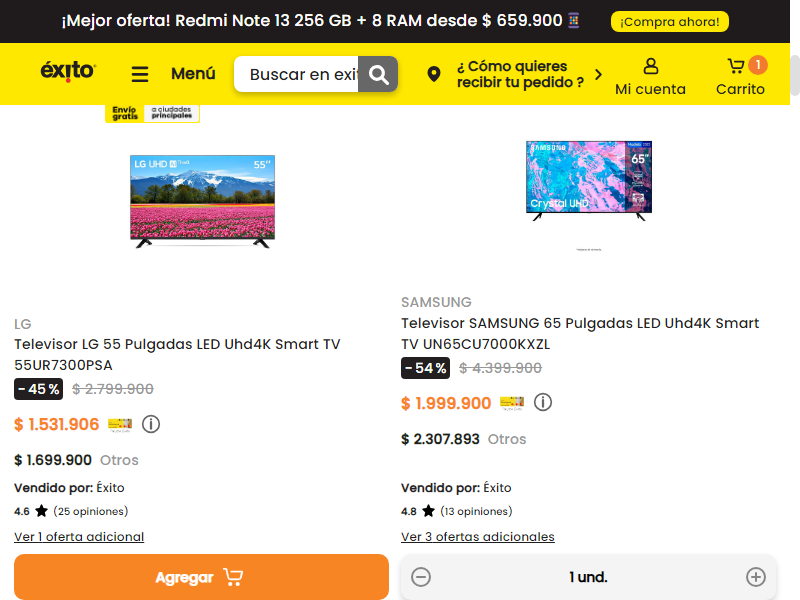 ¡Mejor oferta! Redmi Note 13 256 GB + 8 RAM desde $ 659.900
¡Compra ahora!
éxito
Menú
Buscar en exit
¿ Cómo quieres
recibir tu pedido ?
Mi cuenta
1
Carrito
Envío
gratis
a ciudades
principales
LG UHD AI ThinQ
55"
SAMSUNG
65"
Crystal UHD
LG
Televisor LG 55 Pulgadas LED Uhd4K Smart TV
55UR7300PSA
- 45 % $ 2.799.900
$ 1.531.906
$ 1.699.900 Otros
Vendido por: Éxito
4.6 (25 opiniones)
Ver 1 oferta adicional
Agregar
SAMSUNG
Televisor SAMSUNG 65 Pulgadas LED Uhd4K Smart
TV UN65CU7000KXZL
- 54 % $ 4.399.900
$ 1.999.900
$ 2.307.893 Otros
Vendido por: Éxito
4.8 (13 opiniones)
Ver 3 ofertas adicionales
1 und.